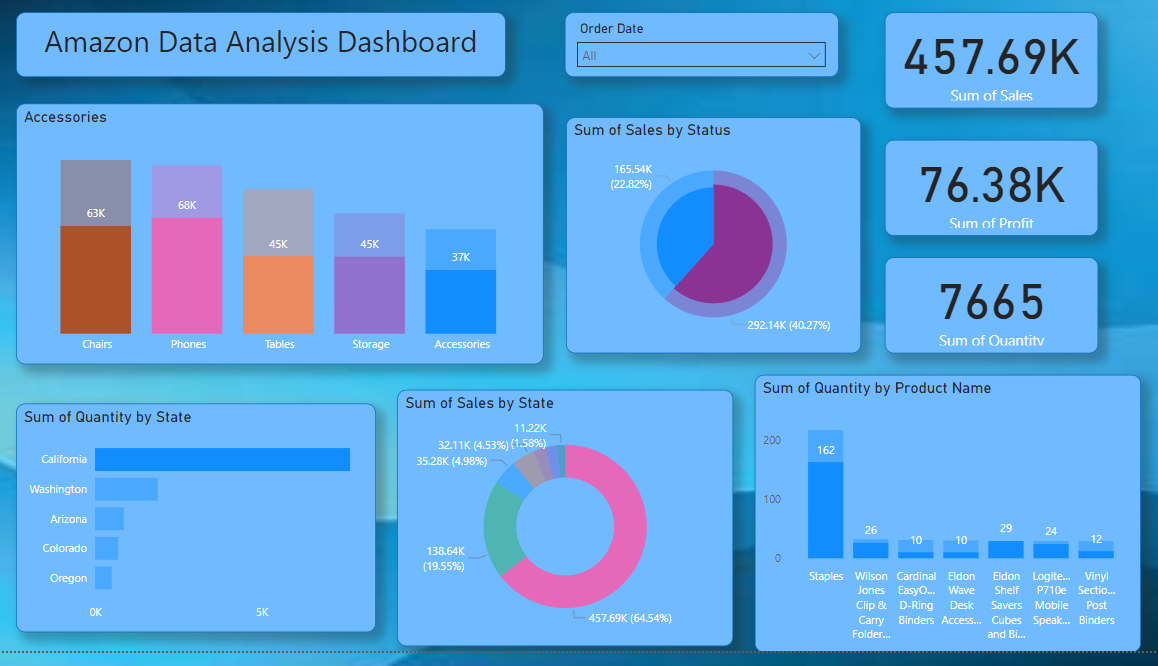 Amazon Data Analysis Dashboard
Order Date
All
457.69K
Sum of Sales
76.38K
Sum of Profit
7665
Sum of Quantity
Accessories
63K
68K
45K
45K
37K
Chairs
Phones
Tables
Storage
Accessories
Sum of Sales by Status
165.54K
(22.82%)
292.14K (40.27%)
Sum of Quantity by State
California
Washington
Arizona
Colorado
Oregon
0K
5K
Sum of Sales by State
11.22K
(1.58%)
32.11K (4.53%)
35.28K (4.98%)
138.64K
(19.55%)
457.69K (64.54%)
Sum of Quantity by Product Name
200
100
0
162
26
10
10
29
24
12
Staples
Wilson
Jones
Clip &
Carry
Folder...
Cardinal
EasyO...
D-Ring
Binders
Eldon
Wave
Desk
Access...
Eldon
Shelf
Savers
Cubes
and Bi...
Logite...
P710e
Mobile
Speak...
Vinyl
Sectio...
Post
Binders